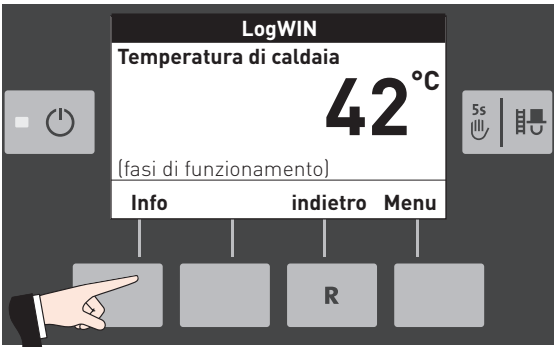 LogWIN
Temperatura di caldaia
42 °C
5s
(fasi di funzionamento)
Info indietro Menu
R